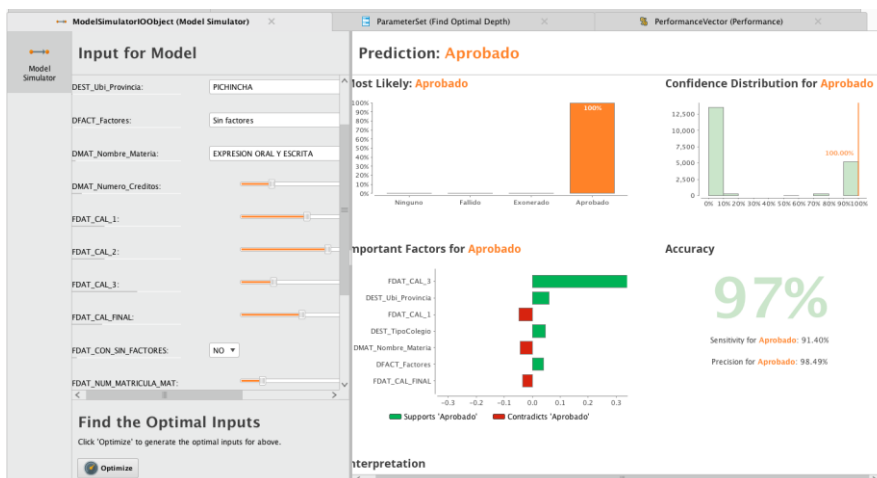 ModelSimulatorIOObject (Model Simulator)
ParameterSet (Find Optimal Depth)
PerformanceVector (Performance)
Model
Simulator
Input for Model
DEST_Ubi_Provincia:
PICHINCHA
DFACT_Factores:
Sin factores
DMAT_Nombre_Materia:
EXPRESION ORAL Y ESCRITA
DMAT_Numero_Creditos:
FDAT_CAL_1:
FDAT_CAL_2:
FDAT_CAL_3:
FDAT_CAL_FINAL:
FDAT_CON_SIN_FACTORES:
NO
FDAT_NUM_MATRICULA_MAT:
Find the Optimal Inputs
Click 'Optimize' to generate the optimal inputs for above.
Optimize
Prediction: Aprobado
Most Likely: Aprobado
100%
90%
80%
70%
60%
50%
40%
30%
20%
10%
0%
100%
Ninguno
Fallido
Exonerado
Aprobado
Confidence Distribution for Aprobado
12,500
10,000
7,500
5,000
2,500
0
100.00%
0% 10% 20% 30% 40% 50% 60% 70% 80% 90%100%
mportant Factors for Aprobado
FDAT_CAL_3
DEST_Ubi_Provincia
FDAT_CAL_1
DEST_TipoColegio
DMAT_Nombre_Materia
DFACT_Factores
FDAT_CAL_FINAL
-0.3 -0.2 -0.1 0.0 0.1 0.2 0.3
Supports 'Aprobado'
Contradicts 'Aprobado'
Accuracy
97%
Sensitivity for Aprobado: 91.40%
Precision for Aprobado: 98.49%
nterpretation